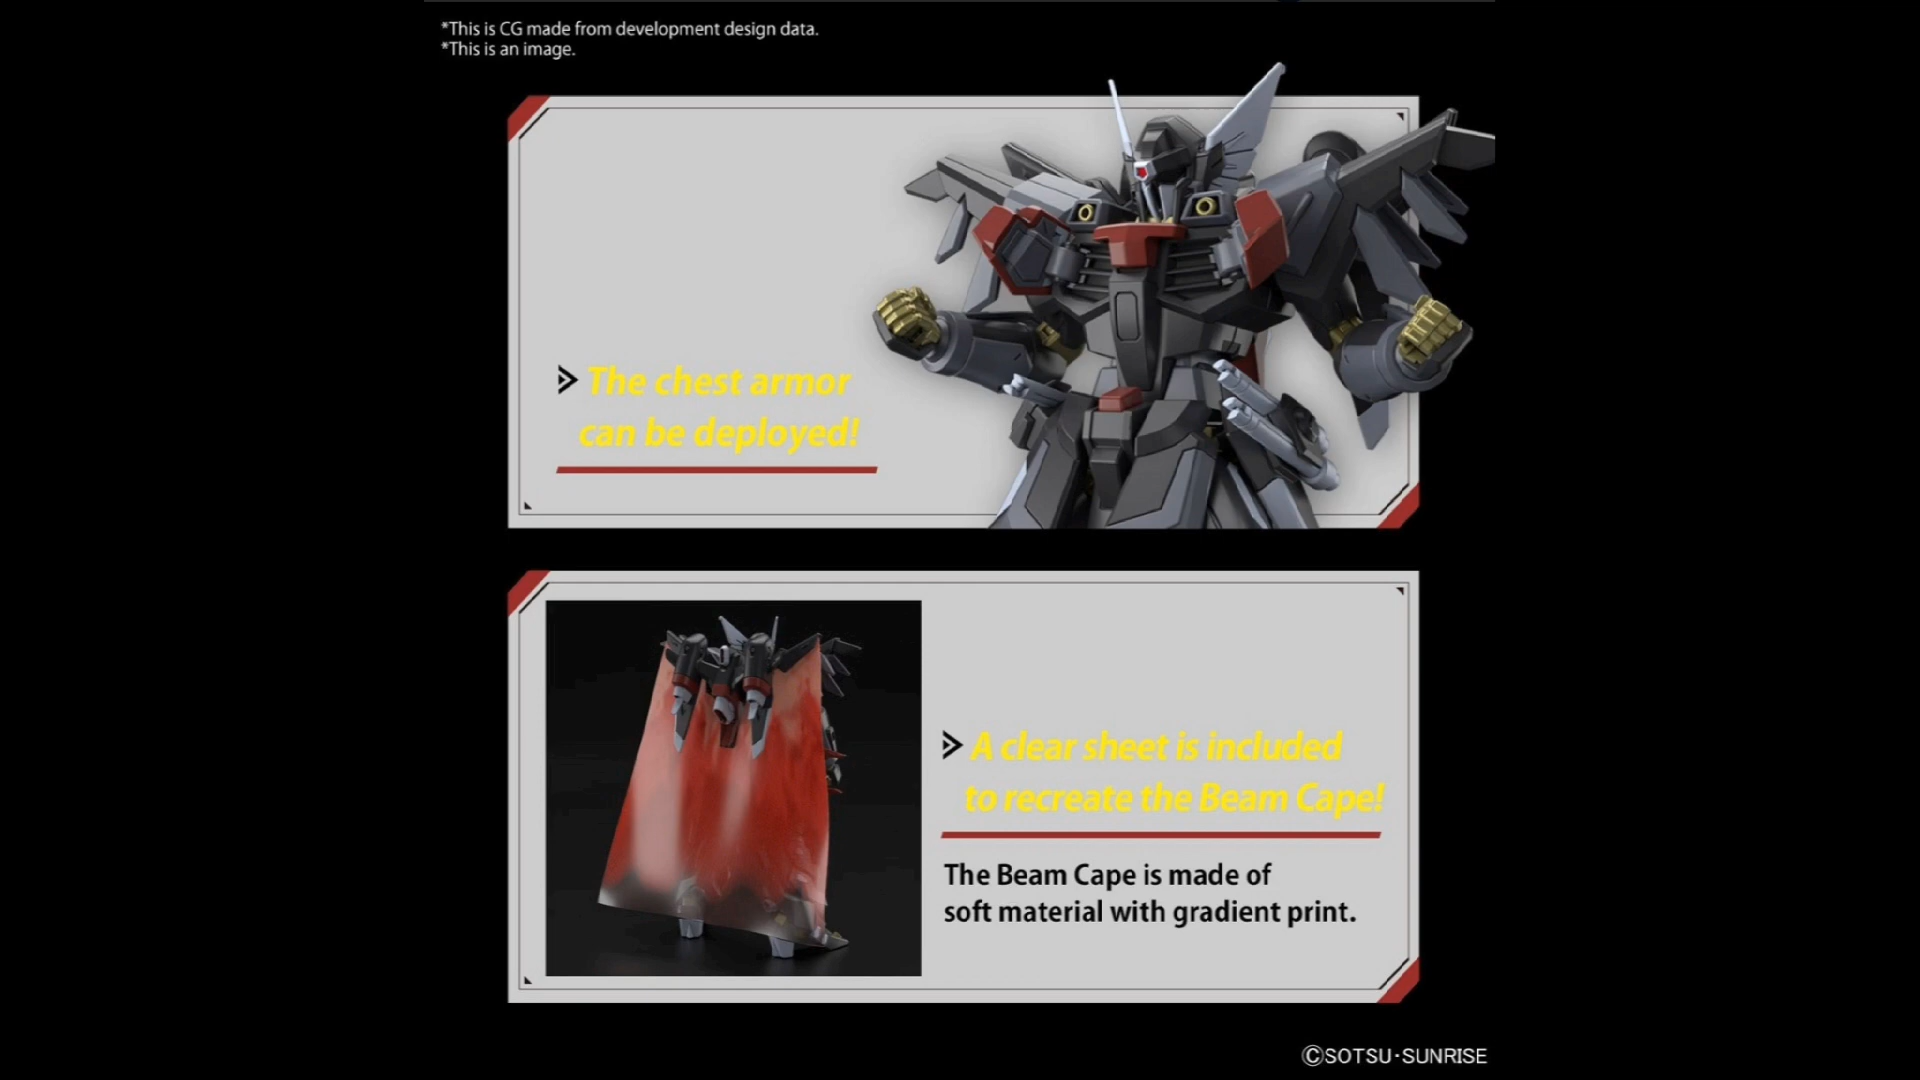 *This is CG made from development design data.
*This is an image.
The chest armor
can be deployed!
A clear sheet is included
to recreate the Beam Cape!
The Beam Cape is made of
soft material with gradient print.
©SOTSU･SUNRISE